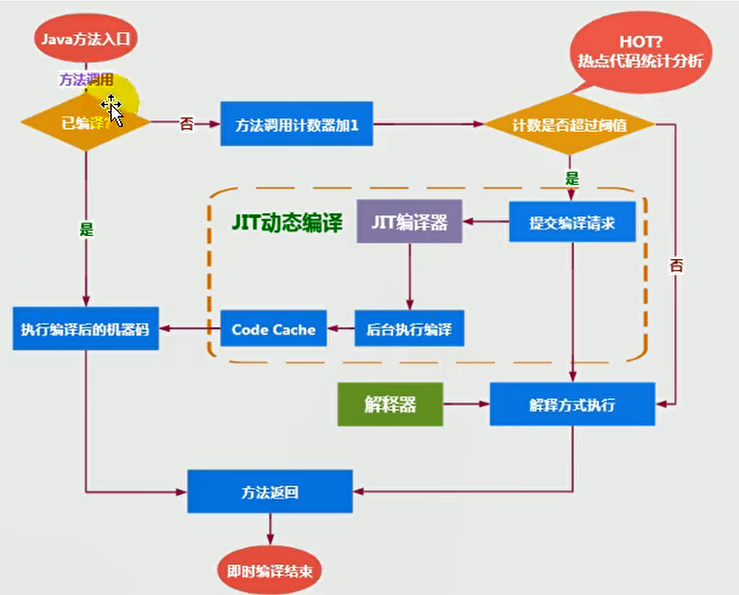 Java方法入口
HOT?
热点代码统计分析
方法调用
已编译?
否
方法调用计数器加1
计数是否超过阈值
是
JIT动态编译
JIT编译器
提交编译请求
是
否
执行编译后的机器码
Code Cache
后台执行编译
解释器
解释方式执行
方法返回
即时编译结束